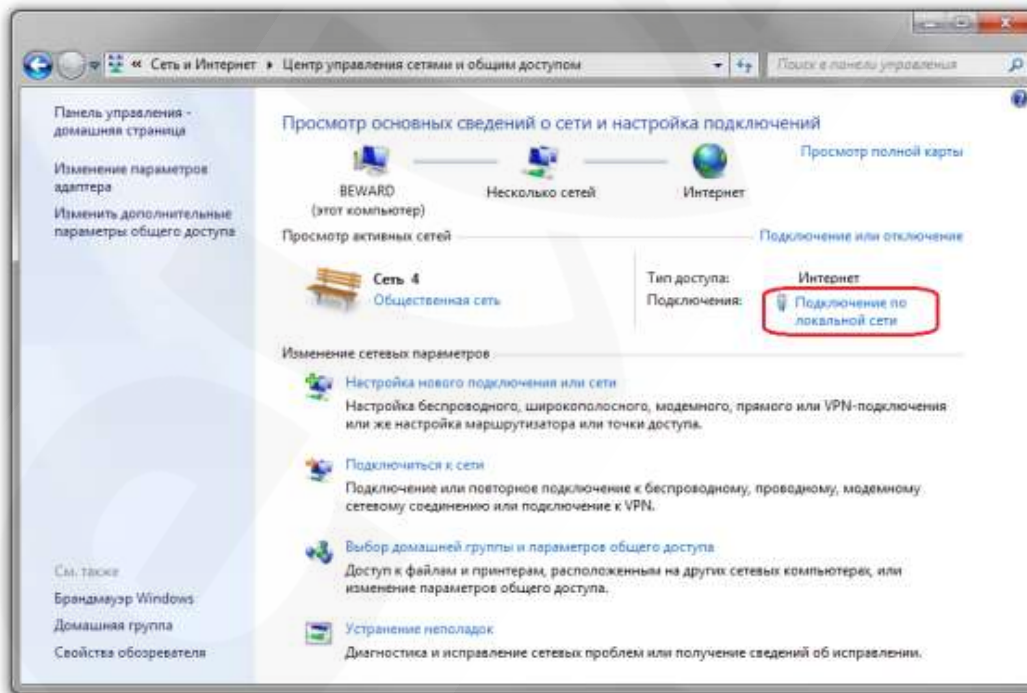 « Сеть и Интернет ▸ Центр управления сетями и общим доступом
Поиск в панели управления
Панель управления -
домашняя страница
Изменение параметров
адаптера
Изменить дополнительные
параметры общего доступа
См. также
Брандмауэр Windows
Домашняя группа
Свойства обозревателя
Просмотр основных сведений о сети и настройка подключений
Просмотр полной карты
BEWARD
(этот компьютер)
Несколько сетей
Интернет
Просмотр активных сетей
Подключение или отключение
Сеть 4
Общественная сеть
Тип доступа: Интернет
Подключения: Подключение по
локальной сети
Изменение сетевых параметров
Настройка нового подключения или сети
Настройка беспроводного, широкополосного, модемного, прямого или VPN-подключения
или же настройка маршрутизатора или точки доступа.
Подключиться к сети
Подключение или повторное подключение к беспроводному, проводному, модемному
сетевому соединению или подключение к VPN.
Выбор домашней группы и параметров общего доступа
Доступ к файлам и принтерам, расположенным на других сетевых компьютерах, или
изменение параметров общего доступа.
Устранение неполадок
Диагностика и исправление сетевых проблем или получение сведений об исправлении.